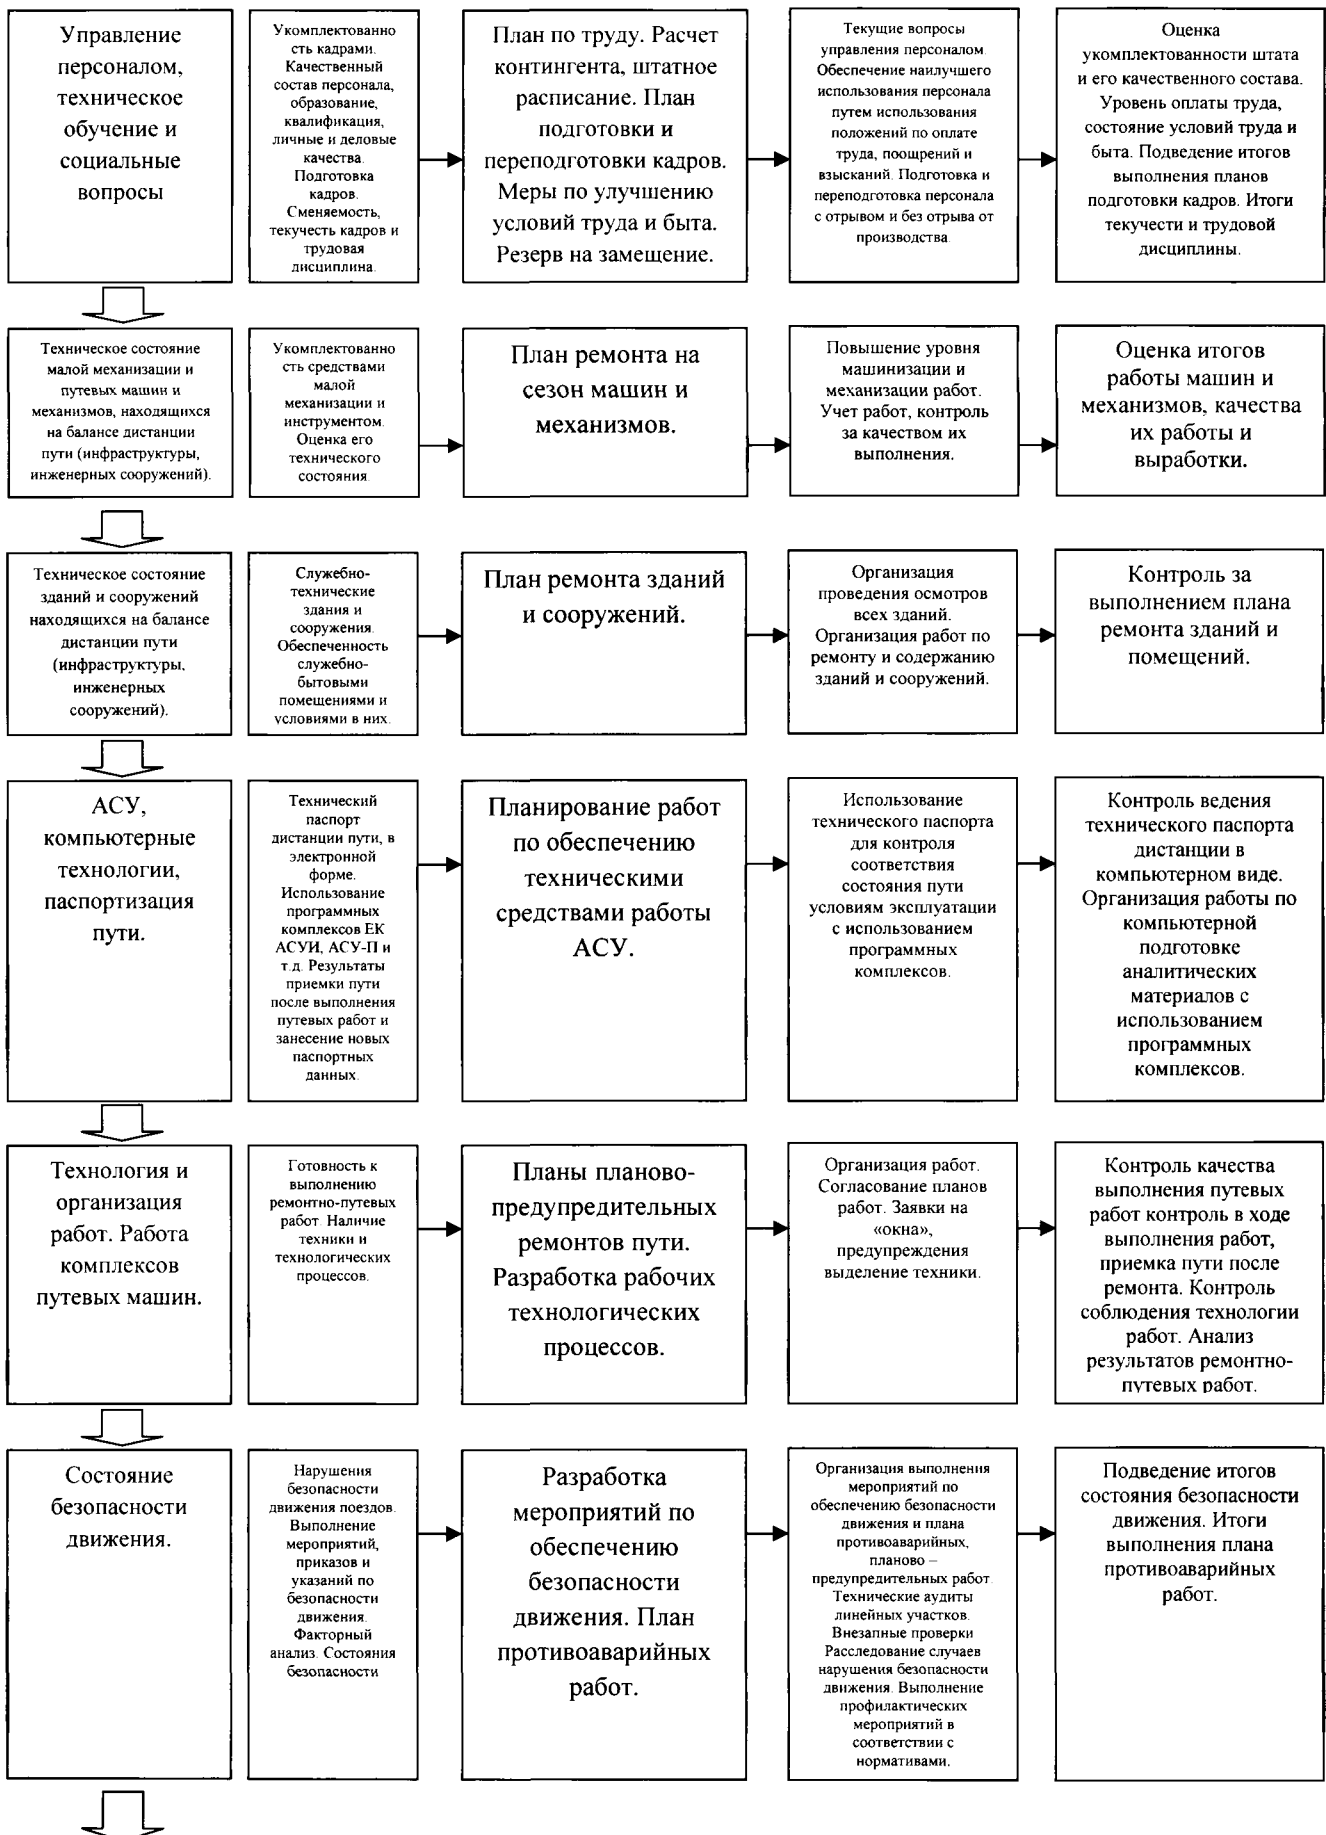 Управление
персоналом,
техническое
обучение и
социальные
вопросы
Укомплектованно
сть кадрами.
Качественный
состав персонала,
образование,
квалификация,
личные и деловые
качества.
Подготовка
кадров.
Сменяемость,
текучесть кадров и
трудовая
дисциплина.
План по труду. Расчет
контингента, штатное
расписание. План
подготовки и
переподготовки кадров.
Меры по улучшению
условий труда и быта.
Резерв на замещение.
Текущие вопросы
управления персоналом.
Обеспечение наилучшего
использования персонала
путем использования
положений по оплате
труда, поощрений и
взысканий. Подготовка и
переподготовка персонала
с отрывом и без отрыва от
производства.
Оценка
укомплектованности штата
и его качественного состава.
Уровень оплаты труда,
состояние условий труда и
быта. Подведение итогов
выполнения планов
подготовки кадров. Итоги
текучести и трудовой
дисциплины.
Техническое состояние
малой механизации и
путевых машин и
механизмов, находящихся
на балансе дистанции
пути (инфраструктуры,
инженерных сооружений).
Укомплектованно
сть средствами
малой
механизации и
инструментом.
Оценка его
технического
состояния.
План ремонта на
сезон машин и
механизмов.
Повышение уровня
машинизации и
механизации работ.
Учет работ, контроль
за качеством их
выполнения.
Оценка итогов
работы машин и
механизмов, качества
их работы и
выработки.
Техническое состояние
зданий и сооружений
находящихся на балансе
дистанции пути
(инфраструктуры,
инженерных
сооружений).
Служебно-
технические
здания и
сооружения.
Обеспеченность
служебно-
бытовыми
помещениями и
условиями в них.
План ремонта зданий
и сооружений.
Организация
проведения осмотров
всех зданий.
Организация работ по
ремонту и содержанию
зданий и сооружений.
Контроль за
выполнением плана
ремонта зданий и
помещений.
АСУ,
компьютерные
технологии,
паспортизация
пути.
Технический
паспорт
дистанции пути, в
электронной
форме.
Использование
программных
комплексов ЕК
АСУИ, АСУ-П и
т.д. Результаты
приемки пути
после выполнения
путевых работ и
занесение новых
паспортных
данных.
Планирование работ
по обеспечению
техническими
средствами работы
АСУ.
Использование
технического паспорта
для контроля
соответствия
состояния пути
условиям эксплуатации
с использованием
программных
комплексов.
Контроль ведения
технического паспорта
дистанции в
компьютерном виде.
Организация работы по
компьютерной
подготовке
аналитических
материалов с
использованием
программных
комплексов.
Технология и
организация
работ. Работа
комплексов
путевых машин.
Готовность к
выполнению
ремонтно-путевых
работ. Наличие
техники и
технологических
процессов.
Планы планово-
предупредительных
ремонтов пути.
Разработка рабочих
технологических
процессов.
Организация работ.
Согласование планов
работ. Заявки на
«окна»,
предупреждения
выделение техники.
Контроль качества
выполнения путевых
работ контроль в ходе
выполнения работ,
приемка пути после
ремонта. Контроль
соблюдения технологии
работ. Анализ
результатов ремонтно-
путевых работ.
Состояние
безопасности
движения.
Нарушения
безопасности
движения поездов.
Выполнение
мероприятий,
приказов и
указаний по
безопасности
движения.
Факторный
анализ. Состояния
безопасности
Разработка
мероприятий по
обеспечению
безопасности
движения. План
противоаварийных
работ.
Организация выполнения
мероприятий по
обеспечению безопасности
движения и плана
противоаварийных,
планово –
предупредительных работ.
Технические аудиты
линейных участков.
Внезапные проверки
Расследование случаев
нарушения безопасности
движения. Выполнение
профилактических
мероприятий в
соответствии с
нормативами.
Подведение итогов
состояния безопасности
движения. Итоги
выполнения плана
противоаварийных
работ.